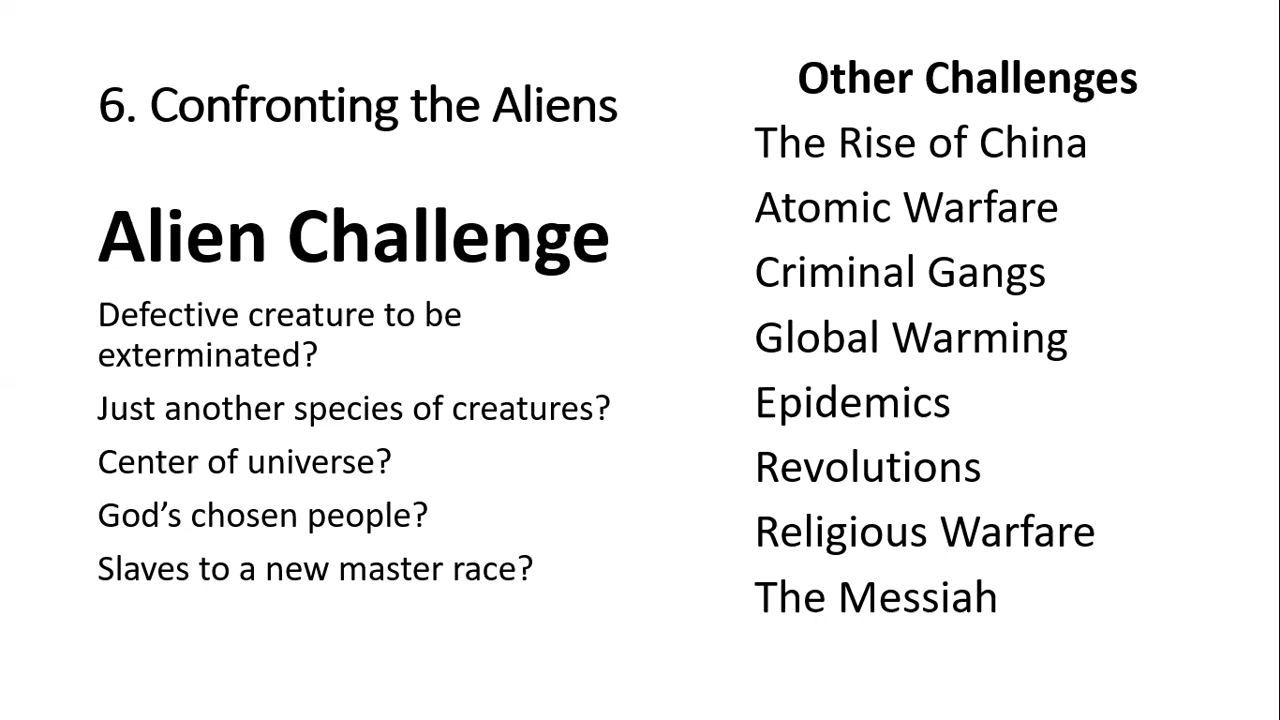 6. Confronting the Aliens
Alien Challenge
Defective creature to be
exterminated?
Just another species of creatures?
Center of universe?
God’s chosen people?
Slaves to a new master race?
Other Challenges
The Rise of China
Atomic Warfare
Criminal Gangs
Global Warming
Epidemics
Revolutions
Religious Warfare
The Messiah